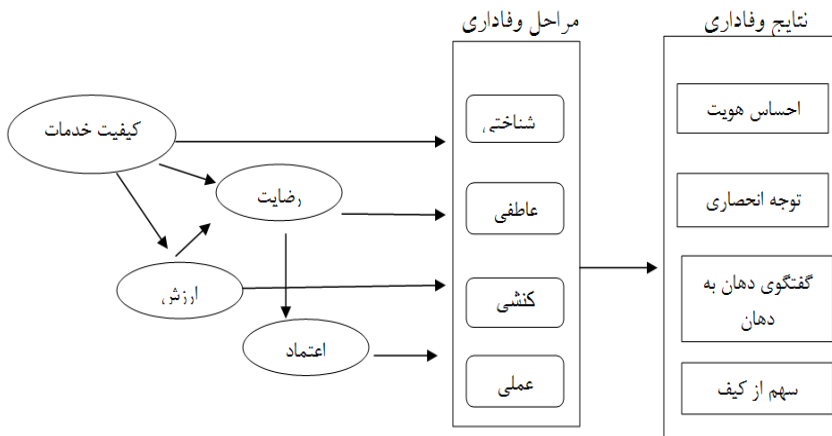 مراحل وفاداری
نتایج وفاداری
کیفیت خدمات
رضایت
ارزش
اعتماد
شناختی
عاطفی
کنشی
عملی
احساس هویت
توجه انحصاری
گفتگوی دهان به
دهان
سهم از کیف